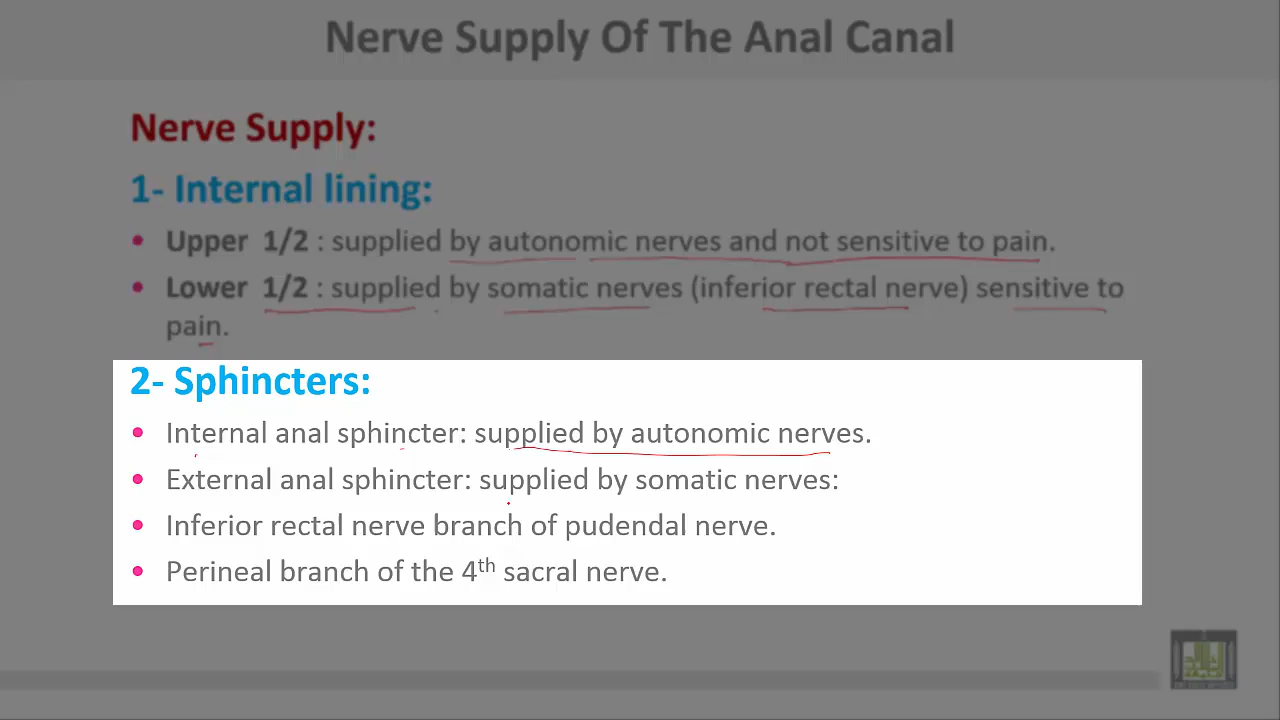 Nerve Supply Of The Anal Canal
Nerve Supply:
1- Internal lining:
• Upper 1/2 : supplied by autonomic nerves and not sensitive to pain.
• Lower 1/2 : supplied by somatic nerves (inferior rectal nerve) sensitive to
pain.
2- Sphincters:
• Internal anal sphincter: supplied by autonomic nerves.
• External anal sphincter: supplied by somatic nerves:
• Inferior rectal nerve branch of pudendal nerve.
• Perineal branch of the 4th sacral nerve.